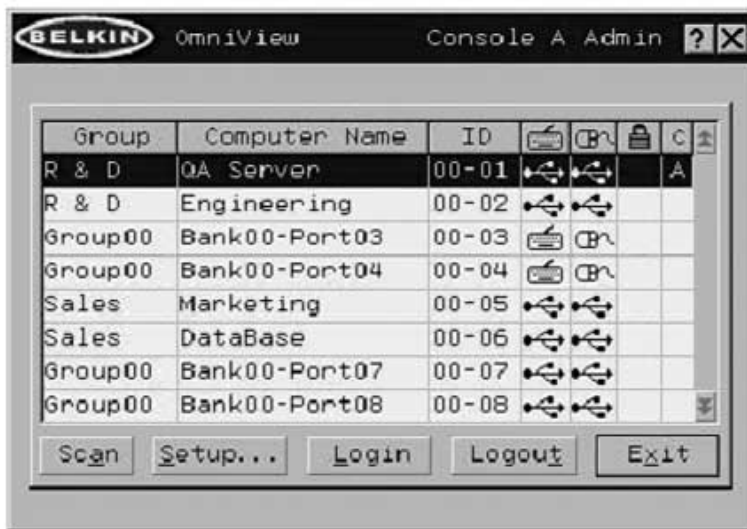 BELKIN OmniView Console A Admin ? X
Group Computer Name ID C
R & D QA Server 00-01 A
R & D Engineering 00-02
Group00 Bank00-Port03 00-03
Group00 Bank00-Port04 00-04
Sales Marketing 00-05
Sales DataBase 00-06
Group00 Bank00-Port07 00-07
Group00 Bank00-Port08 00-08
Scan Setup... Login Logout Exit